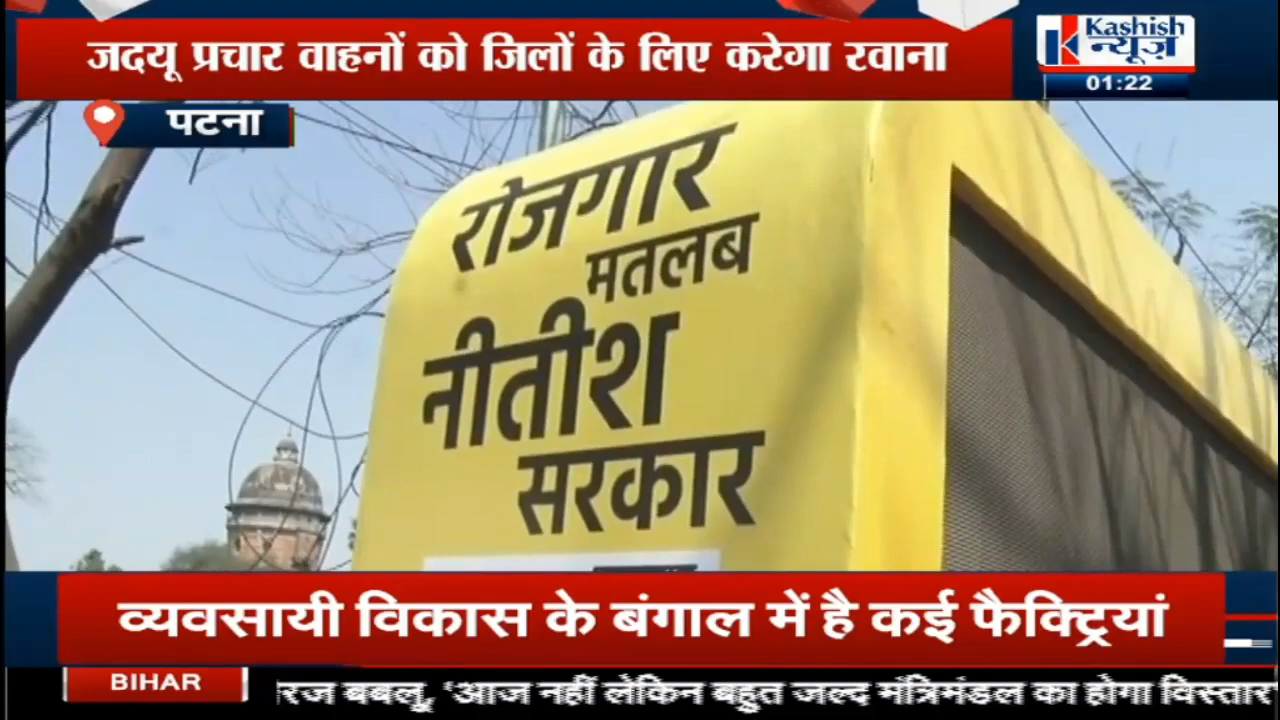 जदयू प्रचार वाहनों को जिलों के लिए करेगा रवाना
Kashish
न्यूज़
01:22
पटना
रोजगार
मतलब
नीतीश
सरकार
व्यवसायी विकास के बंगाल में है कई फैक्ट्रियां
BIHAR
रज बबलू, ‘आज नहीं लेकिन बहुत जल्द मंत्रिमंडल का होगा विस्तार’